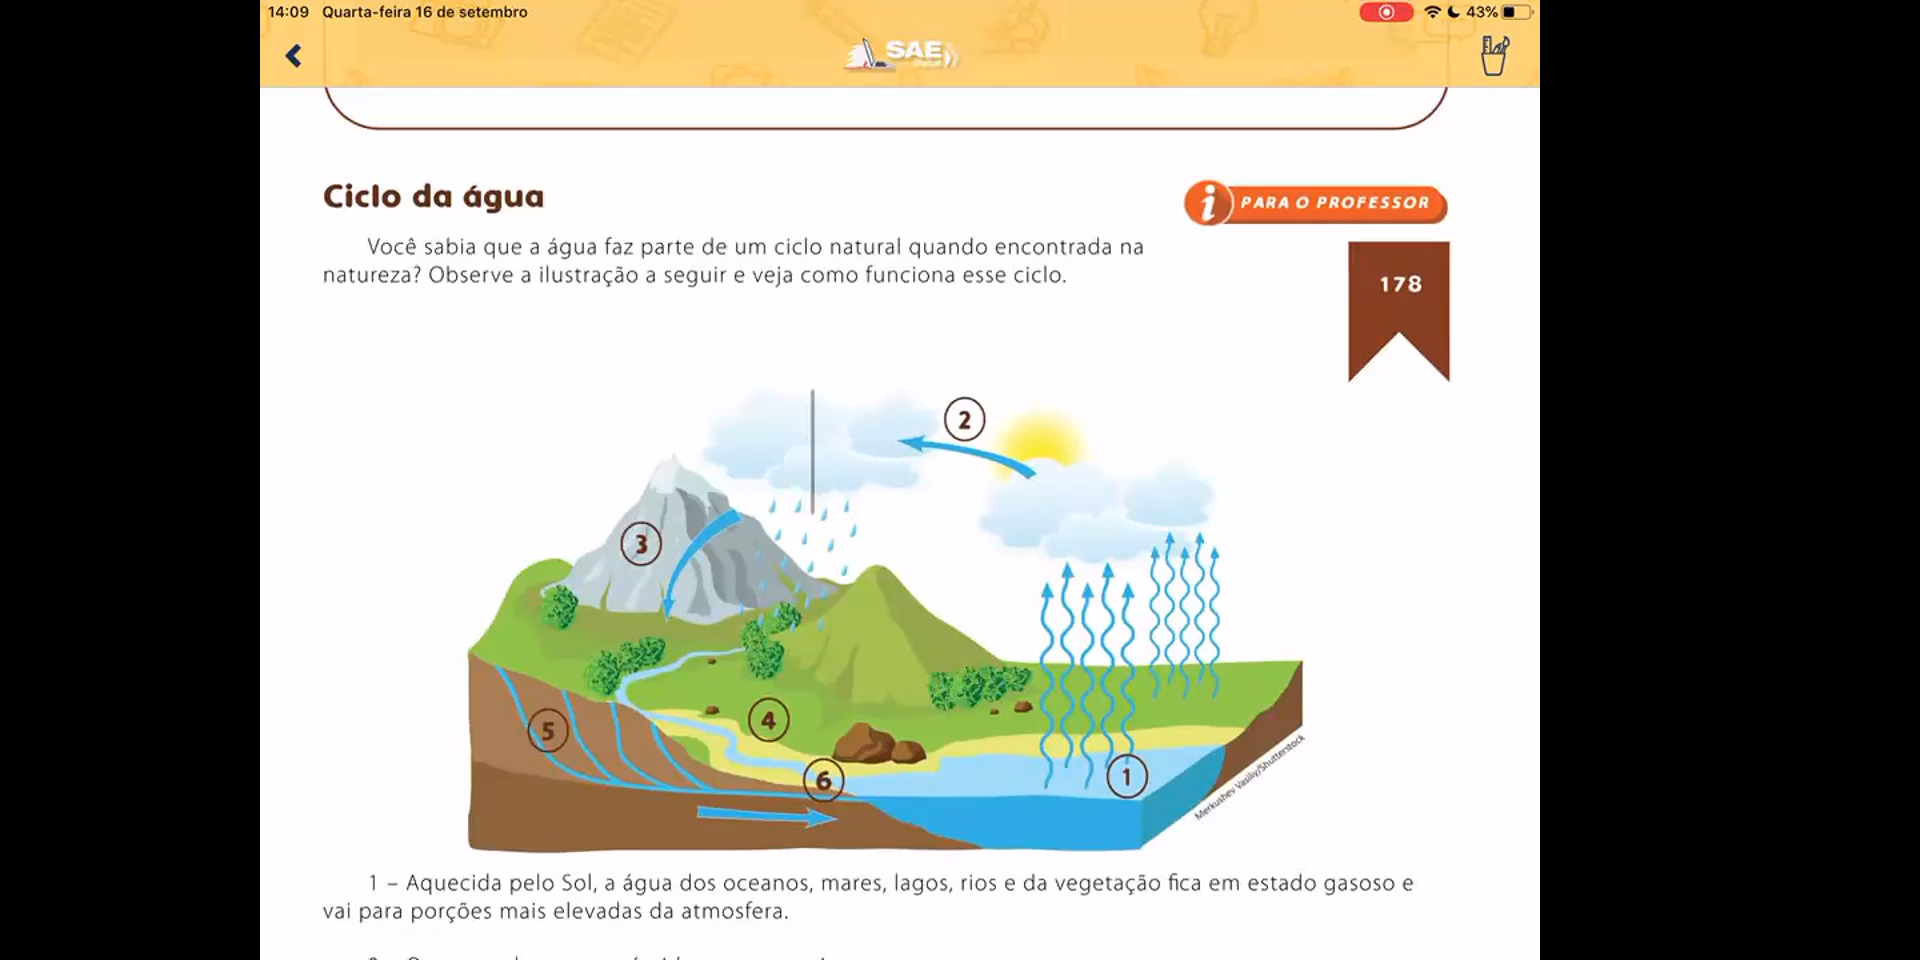 14:09 Quarta-feira 16 de setembro
43%
SAE
Ciclo da água
PARA O PROFESSOR
Você sabia que a água faz parte de um ciclo natural quando encontrada na
natureza? Observe a ilustração a seguir e veja como funciona esse ciclo.
178
2
3
5
4
6
1
Merkushev Vasiliy/Shutterstock
1 – Aquecida pelo Sol, a água dos oceanos, mares, lagos, rios e da vegetação fica em estado gasoso e
vai para porções mais elevadas da atmosfera.